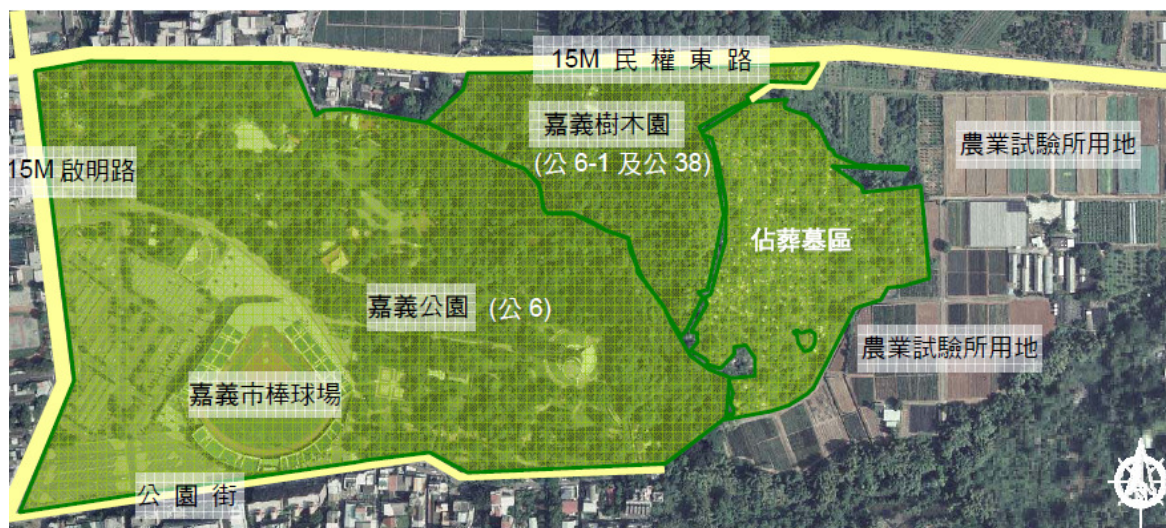 15M 民權東路
嘉義樹木園
(公 6-1 及公 38)
農業試驗所用地
15M 啟明路
佔葬墓區
嘉義公園 (公 6)
農業試驗所用地
嘉義市棒球場
公園街